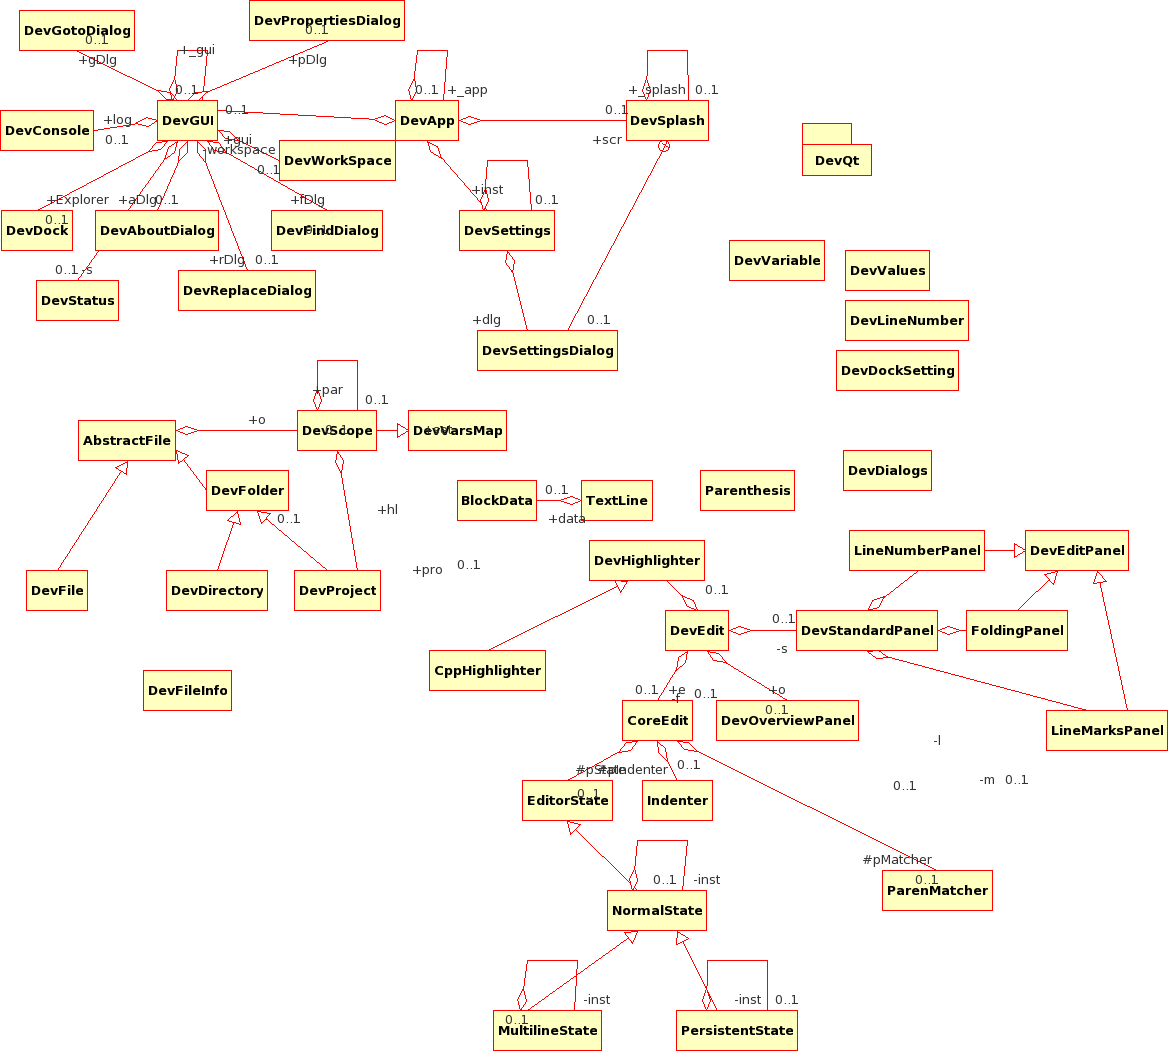 DevGotoDialog
0..1
+gDlg
DevPropertiesDialog
0..1
+pDlg
+_gui
0..1
DevGUI
0..1
+log
0..1
DevConsole
+gui
-workspace
0..1
DevWorkSpace
0..1
+_app
DevApp
+_splash
0..1
0..1
DevSplash
+scr
DevQt
+Explorer
0..1
DevDock
+aDlg
0..1
DevAboutDialog
+fDlg
0..1
DevFindDialog
0..1
-s
DevStatus
+rDlg
0..1
DevReplaceDialog
+inst
0..1
DevSettings
+dlg
0..1
DevSettingsDialog
DevVariable
DevValues
DevLineNumber
DevDockSetting
+par
0..1
+o
0..1
DevScope
DevVarsMap
AbstractFile
DevFolder
0..1
+hl
BlockData
0..1
+data
TextLine
Parenthesis
DevDialogs
DevFile
DevDirectory
DevProject
+pro
0..1
DevHighlighter
0..1
LineNumberPanel
DevEditPanel
DevEdit
0..1
-s
DevStandardPanel
FoldingPanel
CppHighlighter
DevFileInfo
0..1
+e
-f
0..1
+o
0..1
CoreEdit
DevOverviewPanel
LineMarksPanel
-l
0..1
-m
0..1
#pState
#pIndenter
0..1
0..1
EditorState
Indenter
#pMatcher
0..1
ParenMatcher
0..1
-inst
NormalState
-inst
0..1
MultilineState
-inst
0..1
PersistentState